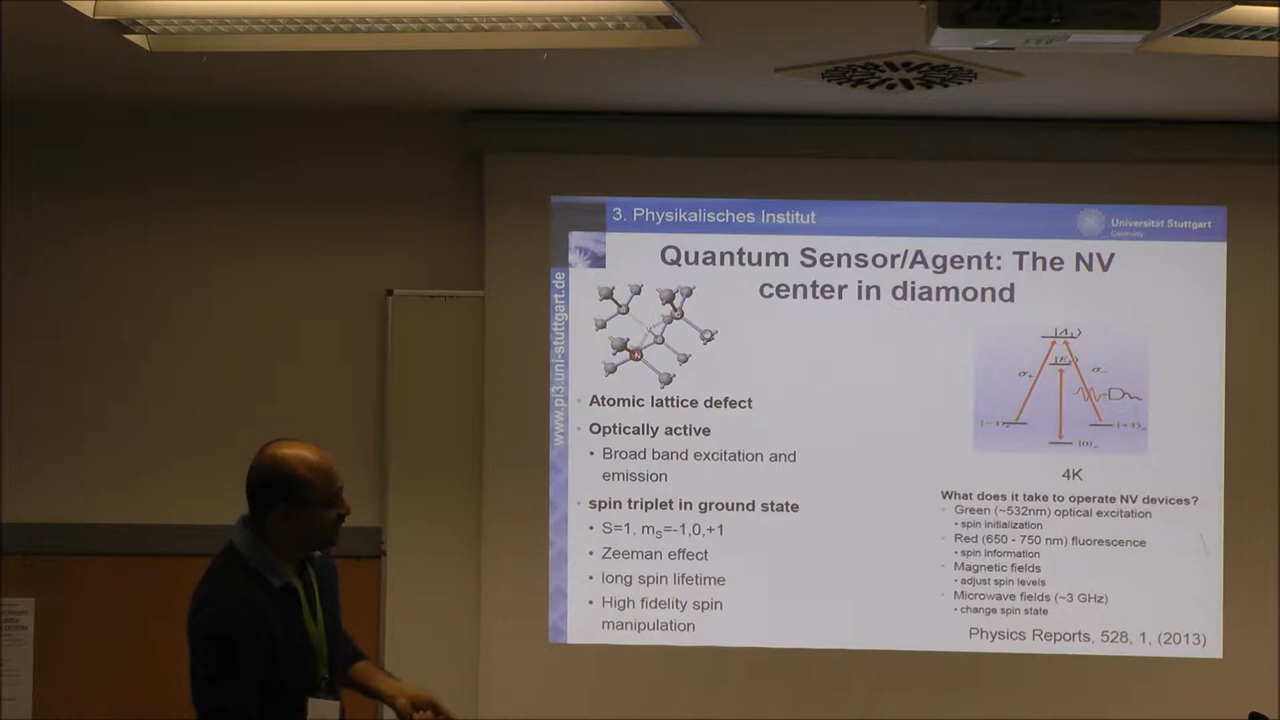 3. Physikalisches Institut
Universität Stuttgart
Germany
www.pi3.uni-stuttgart.de
Quantum Sensor/Agent: The NV
center in diamond
N
Atomic lattice defect
Optically active
• Broad band excitation and
emission
spin triplet in ground state
• S=1, mS=-1,0,+1
• Zeeman effect
• long spin lifetime
• High fidelity spin
manipulation
σ+
σ−
4K
What does it take to operate NV devices?
Green (~532nm) optical excitation
• spin initialization
Red (650 - 750 nm) fluorescence
• spin information
Magnetic fields
• adjust spin levels
Microwave fields (~3 GHz)
• change spin state
Physics Reports, 528, 1, (2013)